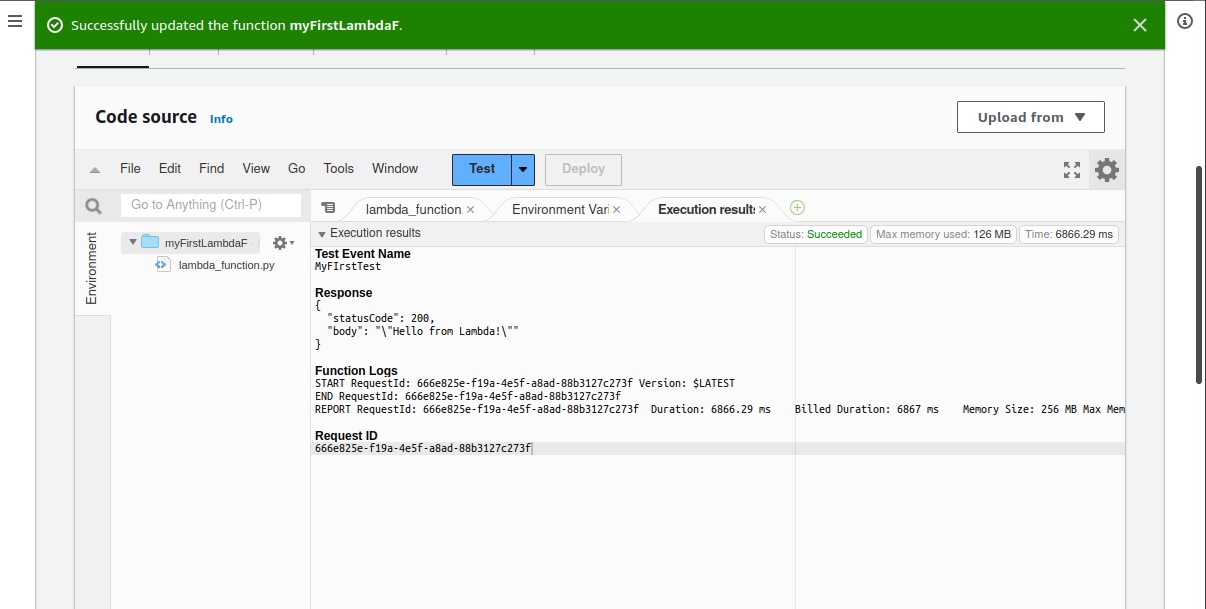 Successfully updated the function myFirstLambdaF.
Code source Info
Upload from
File Edit Find View Go Tools Window Test Deploy
Go to Anything (Ctrl-P)
lambda_function. Environment Vari Execution results
Execution results Status: Succeeded Max memory used: 126 MB Time: 6866.29 ms
Environment
myFirstLambdaF - /
lambda_function.py
Test Event Name
MyFIrstTest
Response
{
"statusCode": 200,
"body": "\"Hello from Lambda!\""
}
Function Logs
START RequestId: 666e825e-f19a-4e5f-a8ad-88b3127c273f Version: $LATEST
END RequestId: 666e825e-f19a-4e5f-a8ad-88b3127c273f
REPORT RequestId: 666e825e-f19a-4e5f-a8ad-88b3127c273f Duration: 6866.29 ms Billed Duration: 6867 ms Memory Size: 256 MB Max Mem
Request ID
666e825e-f19a-4e5f-a8ad-88b3127c273f